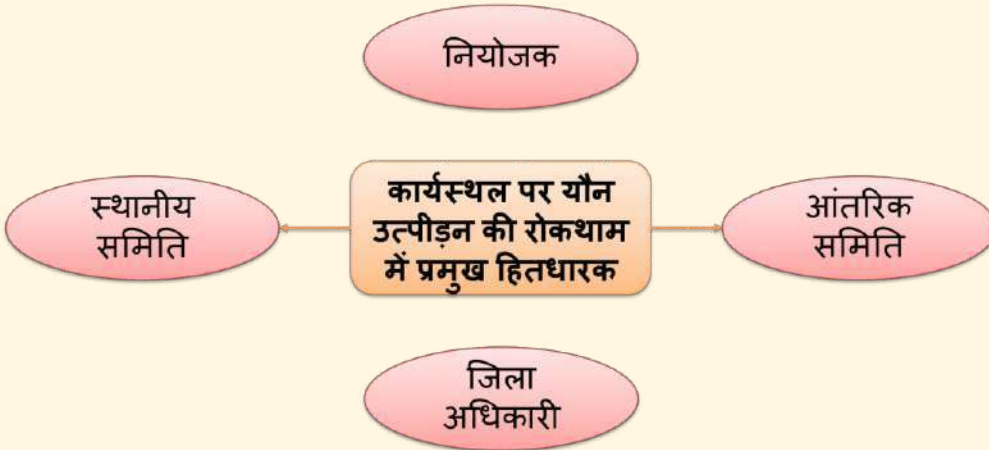 नियोजक
स्थानीय
समिति
कार्यस्थल पर यौन
उत्पीड़न की रोकथाम
में प्रमुख हितधारक
आंतरिक
समिति
जिला
अधिकारी